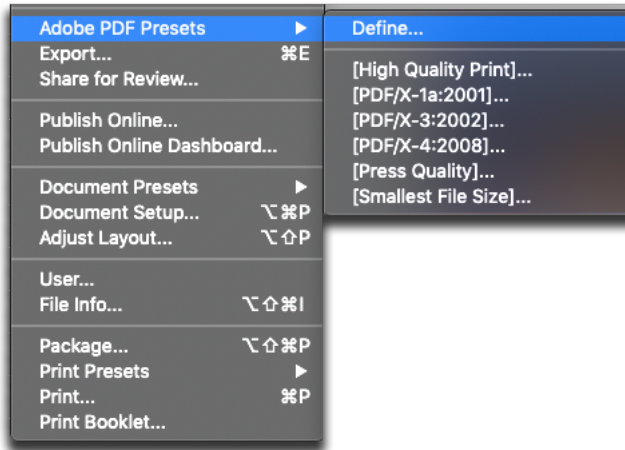 Adobe PDF Presets ▶
Export... ⌘E
Share for Review...
Publish Online...
Publish Online Dashboard...
Document Presets ▶
Document Setup... ⌥⌘P
Adjust Layout... ⌥⇧P
User...
File Info... ⌥⇧⌘I
Package... ⌥⇧⌘P
Print Presets ▶
Print... ⌘P
Print Booklet...
Define...
[High Quality Print]...
[PDF/X-1a:2001]...
[PDF/X-3:2002]...
[PDF/X-4:2008]...
[Press Quality]...
[Smallest File Size]...